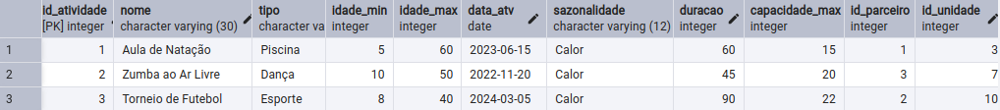 id_atividade nome tipo idade_min idade_max data_atv sazonalidade duracao capacidade_max id_parceiro id_unidade
[PK] integer character varying (30) character va integer integer date character varying (12) integer integer integer integer
1 1 Aula de Natação Piscina 5 60 2023-06-15 Calor 60 15 1 3
2 2 Zumba ao Ar Livre Dança 10 50 2022-11-20 Calor 45 20 3 7
3 3 Torneio de Futebol Esporte 8 40 2024-03-05 Calor 90 22 2 10